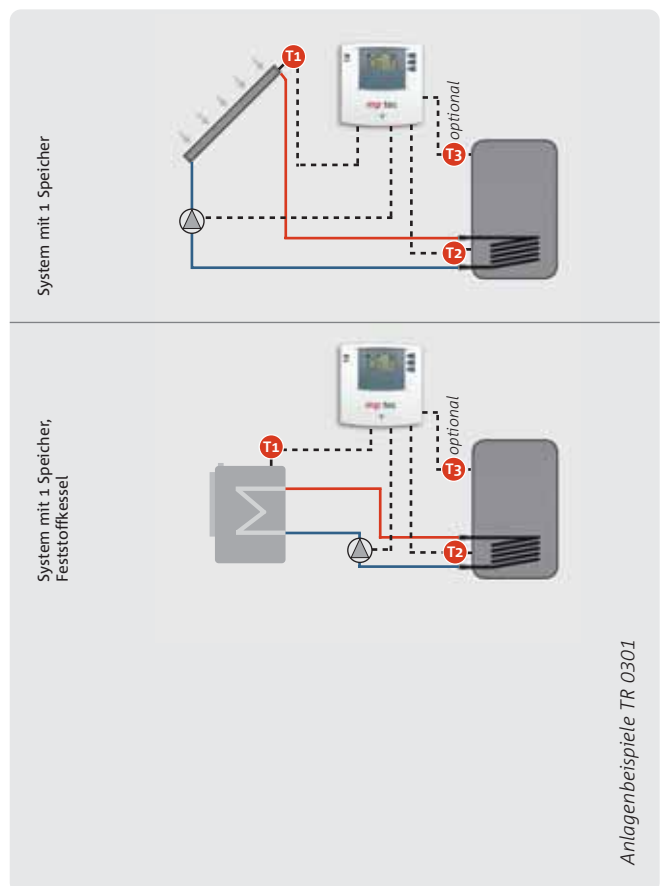 System mit 1 Speicher
T1
optional
T3
T2
System mit 1 Speicher,
Feststoffkessel
T1
optional
T3
T2
Anlagenbeispiele TR 0301